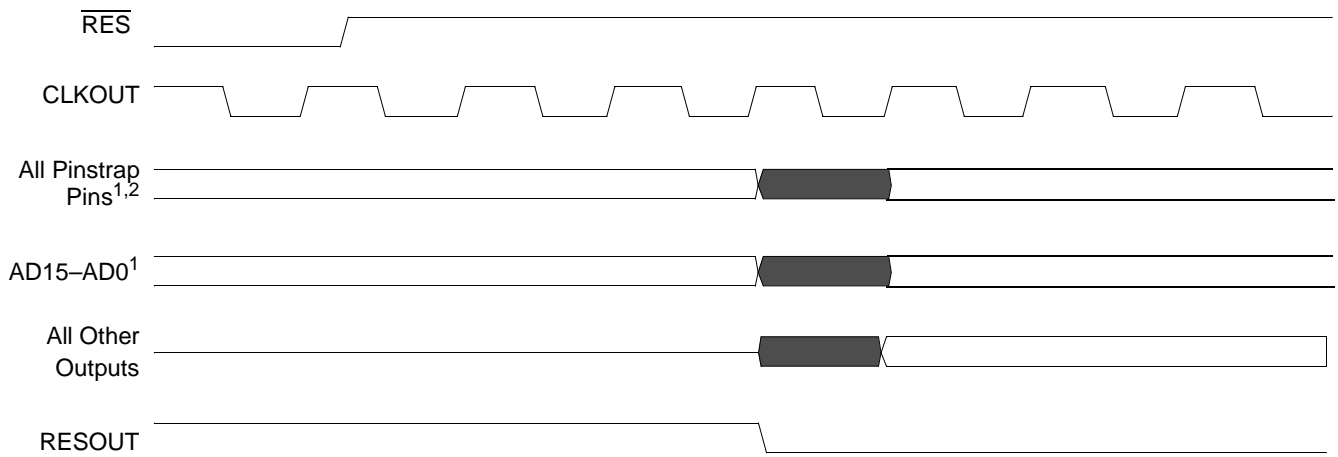 RES
CLKOUT
All Pinstrap
Pins1,2
AD15–AD01
All Other
Outputs
RESOUT